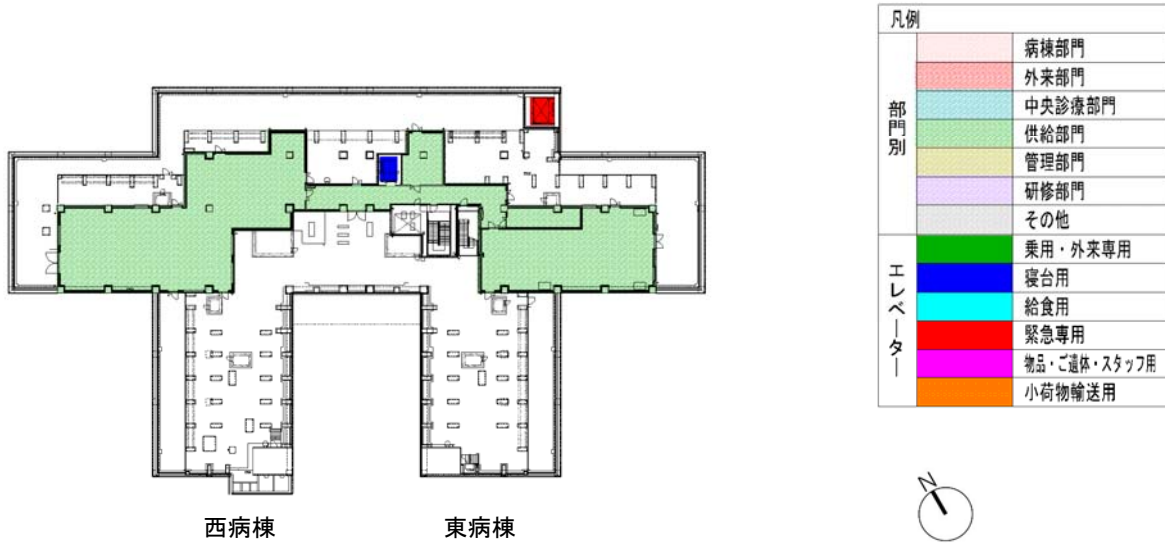 凡例
部門別
病棟部門
外来部門
中央診療部門
供給部門
管理部門
研修部門
その他
エレベーター
乗用・外来専用
寝台用
給食用
緊急専用
物品・ご遺体・スタッフ用
小荷物輸送用
N
西病棟
東病棟